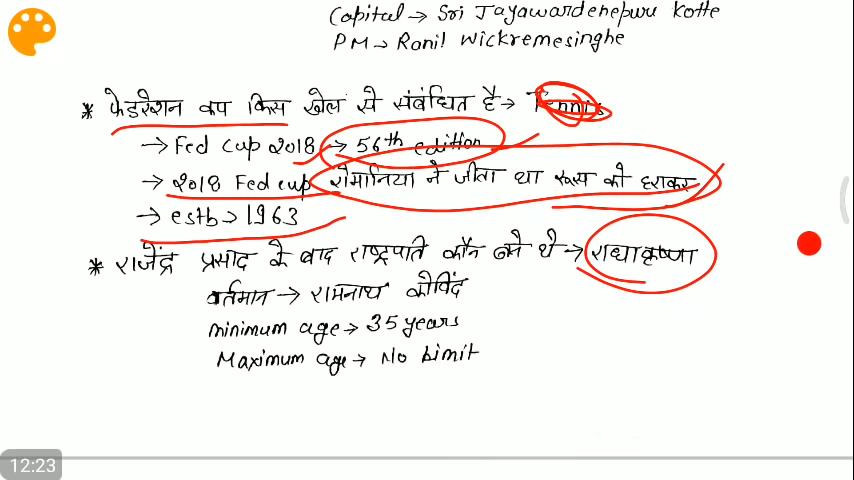 Capital → Sri Jayawardenepuru Kotte
PM → Ranil Wickremesinghe
* फेडरेशन कप किस खेल से संबंधित है → Tennis
→ Fed Cup 2018 → 56th edition
→ 2018 Fed cup रोमानिया ने जीता था रूस को हराकर
→ estb → 1963
* राजेंद्र प्रसाद के बाद राष्ट्रपति कौन बने थे → राधाकृष्णा
वर्तमान → रामनाथ कोविंद
minimum age → 35 years
Maximum age → No Limit
12:23